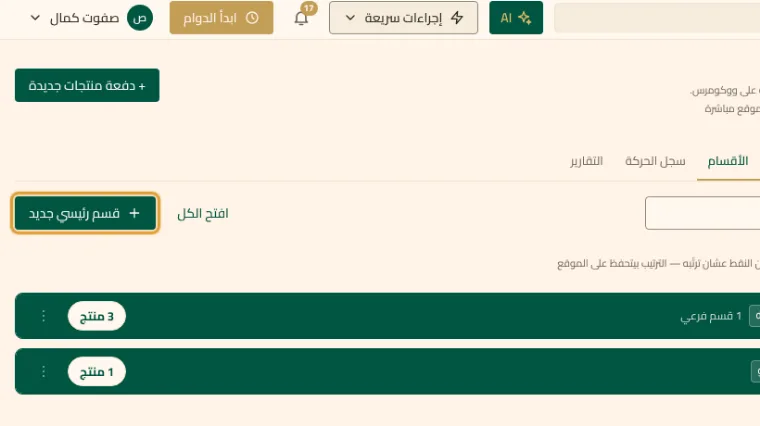 AI
إجراءات سريعة
17
ابدأ الدوام
ص
صفوت كمال
على ووكومرس.
موقع مباشرة
+ دفعة منتجات جديدة
الأقسام
سجل الحركة
التقارير
افتح الكل
+ قسم رئيسي جديد
النقط عشان ترتّبه — الترتيب بيتحفظ على الموقع
1 قسم فرعي
3 منتج
1 منتج